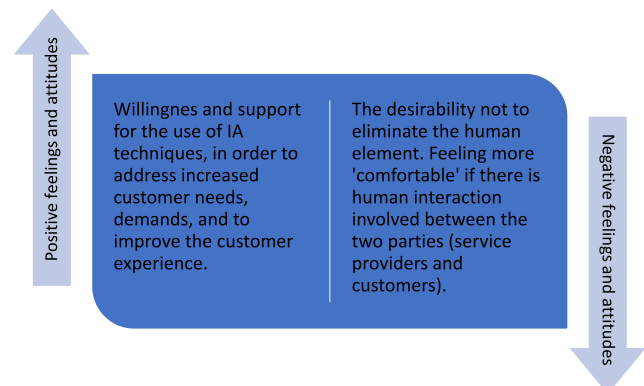 Positive feelings and attitudes
Willingnes and support
for the use of IA
techniques, in order to
address increased
customer needs,
demands, and to
improve the customer
experience.
The desirability not to
eliminate the human
element. Feeling more
'comfortable' if there is
human interaction
involved between the
two parties (service
providers and
customers).
Negative feelings and attitudes